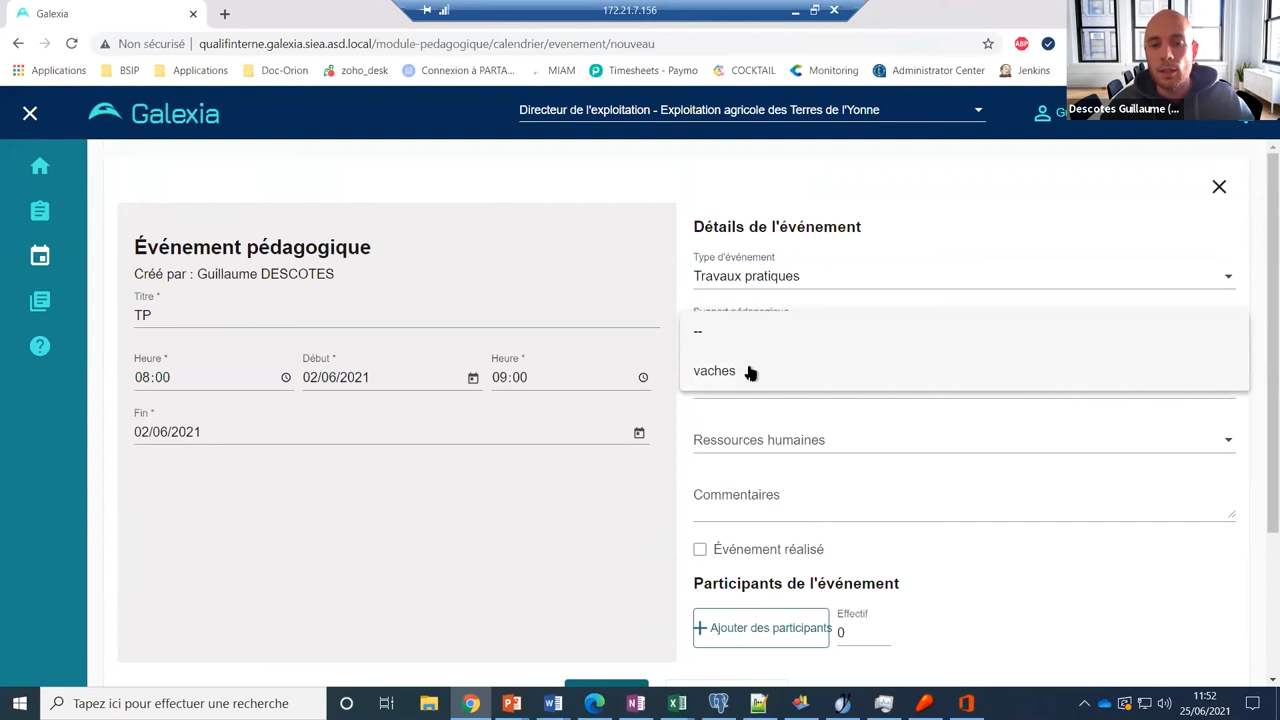 Galexia
172.21.7.156
Non sécurisé
qualifinterne.galexia.siea.asd.local/module-pedagogique/calendrier/evenement/nouveau
ABP
Applications
BSIP
Applications
Doc-Orion
zoho_desk
Connexion à PARTA...
MIAM
Timesheets - Paymo
COCKTAIL
Monitoring
Administrator Center
Jenkins
Descotes Guillaume (...
Galexia
Directeur de l'exploitation - Exploitation agricole des Terres de l'Yonne
Événement pédagogique
Créé par : Guillaume DESCOTES
Titre *
TP
Heure *
08:00
Début *
02/06/2021
Heure *
09:00
Fin *
02/06/2021
Détails de l'événement
Type d'événement
Travaux pratiques
Support pédagogique
--
vaches
Ressources humaines
Commentaires
Événement réalisé
Participants de l'événement
+ Ajouter des participants
Effectif
0
Tapez ici pour effectuer une recherche
11:52
25/06/2021